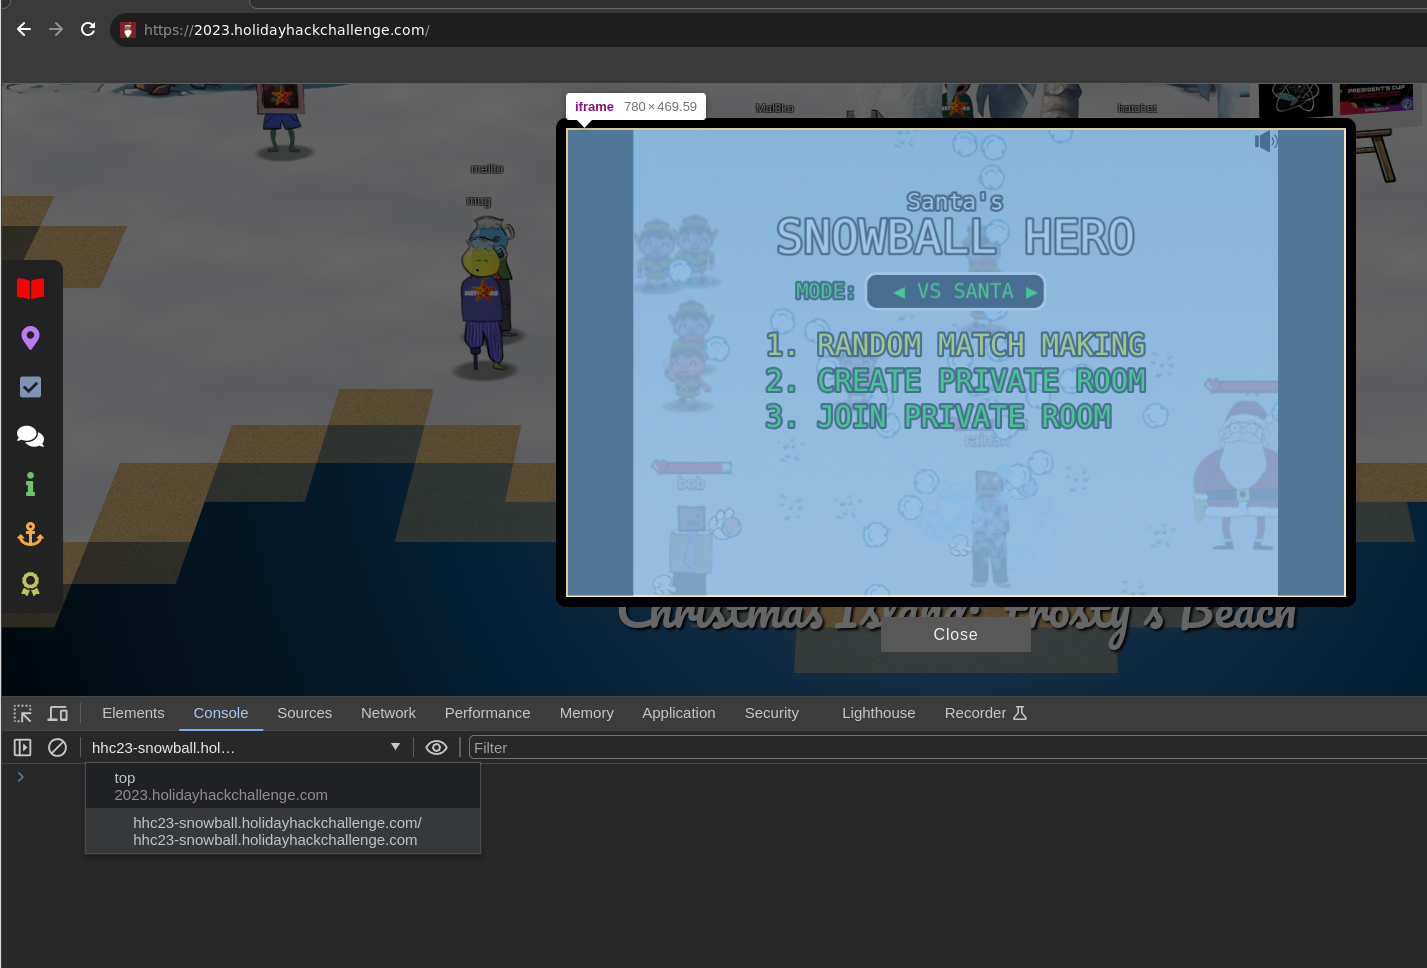 https://2023.holidayhackchallenge.com/
iframe 780×469.59
MaiBko
hatchet
PRESIDENT'S CUP
mellto
mug
Santa's
SNOWBALL HERO
MODE: ◀ VS SANTA ▶
1. RANDOM MATCH MAKING
2. CREATE PRIVATE ROOM
3. JOIN PRIVATE ROOM
bob
Christmas Island: Frosty's Beach
Close
Elements Console Sources Network Performance Memory Application Security Lighthouse Recorder
hhc23-snowball.hol… ▼ Filter
top
2023.holidayhackchallenge.com
hhc23-snowball.holidayhackchallenge.com/
hhc23-snowball.holidayhackchallenge.com